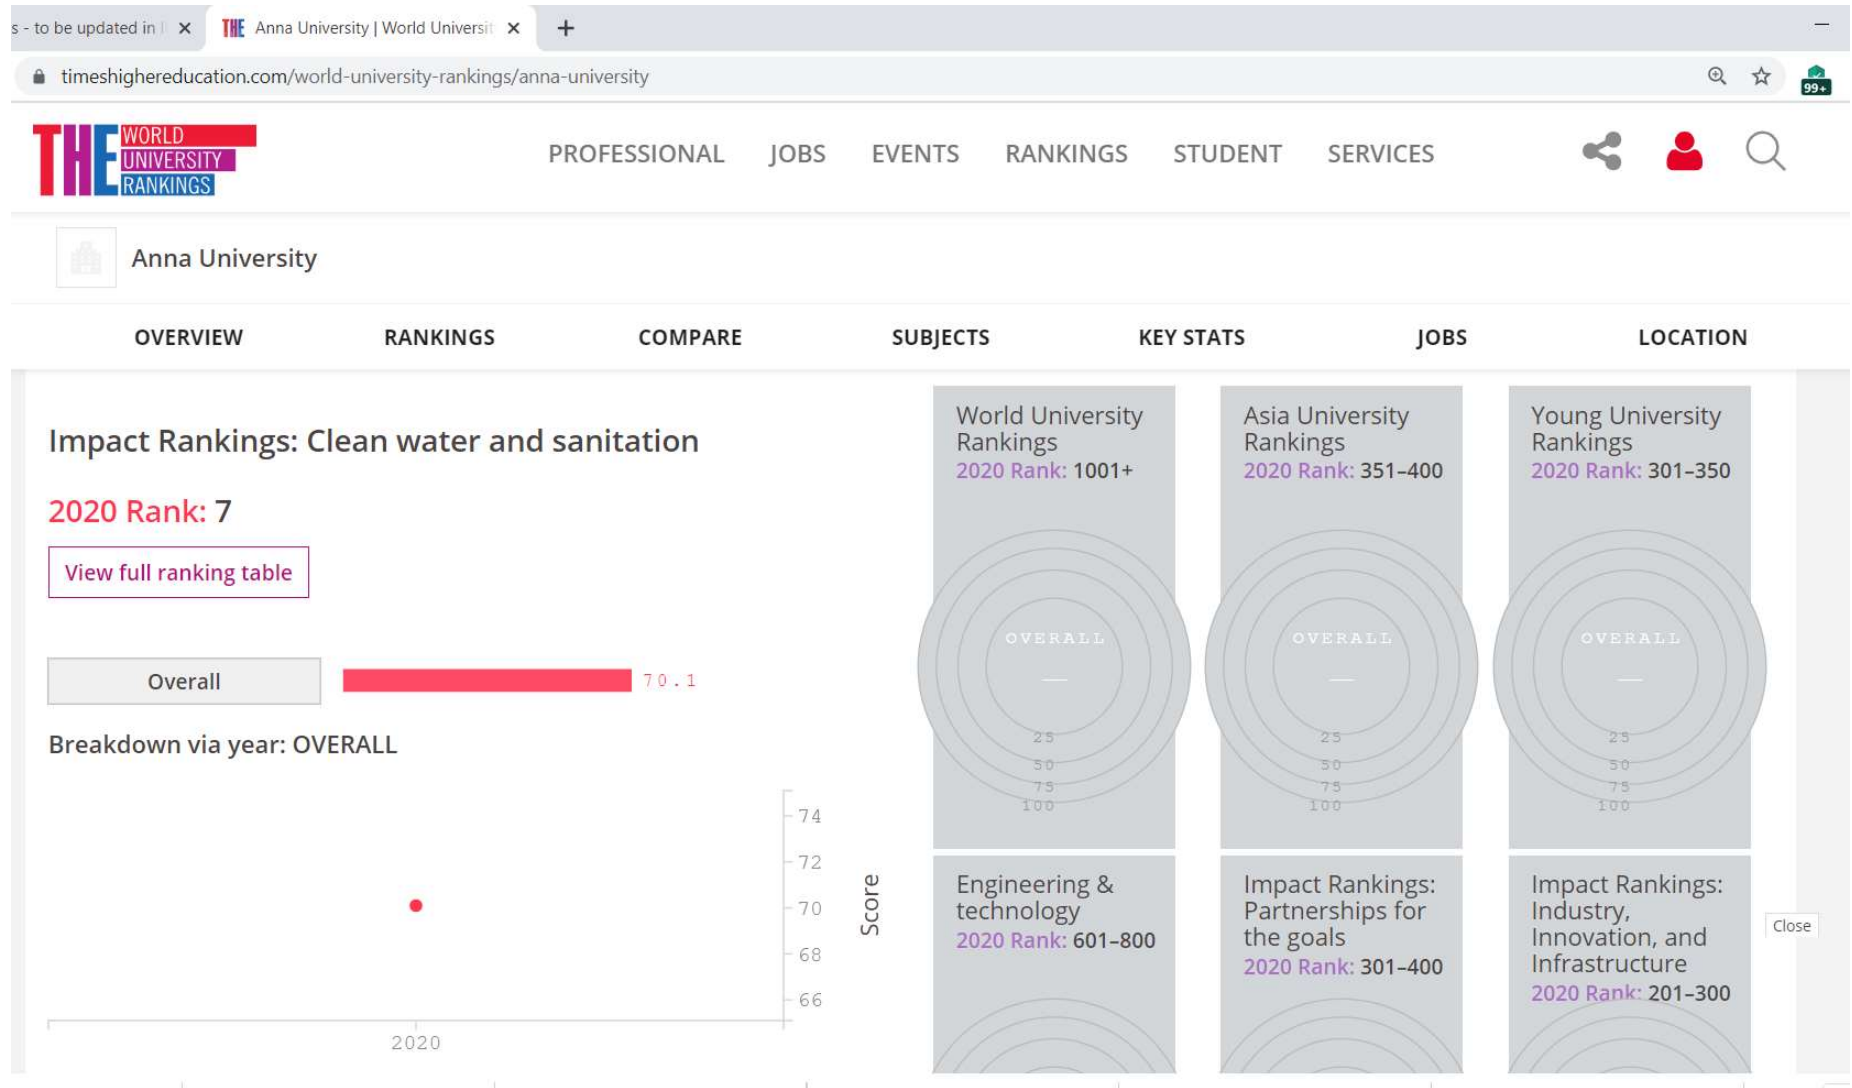 s - to be updated in
Anna University | World Universit
timeshighereducation.com/world-university-rankings/anna-university
99+
THE WORLD
UNIVERSITY
RANKINGS
PROFESSIONAL JOBS EVENTS RANKINGS STUDENT SERVICES
Anna University
OVERVIEW RANKINGS COMPARE SUBJECTS KEY STATS JOBS LOCATION
Impact Rankings: Clean water and sanitation
2020 Rank: 7
View full ranking table
Overall
70.1
Breakdown via year: OVERALL
74
72
70
68
66
Score
2020
World University
Rankings
2020 Rank: 1001+
OVERALL
—
25
50
75
100
Asia University
Rankings
2020 Rank: 351–400
OVERALL
—
25
50
75
100
Young University
Rankings
2020 Rank: 301–350
OVERALL
—
25
50
75
100
Engineering &
technology
2020 Rank: 601–800
Impact Rankings:
Partnerships for
the goals
2020 Rank: 301–400
Impact Rankings:
Industry,
Innovation, and
Infrastructure
2020 Rank: 201–300
Close